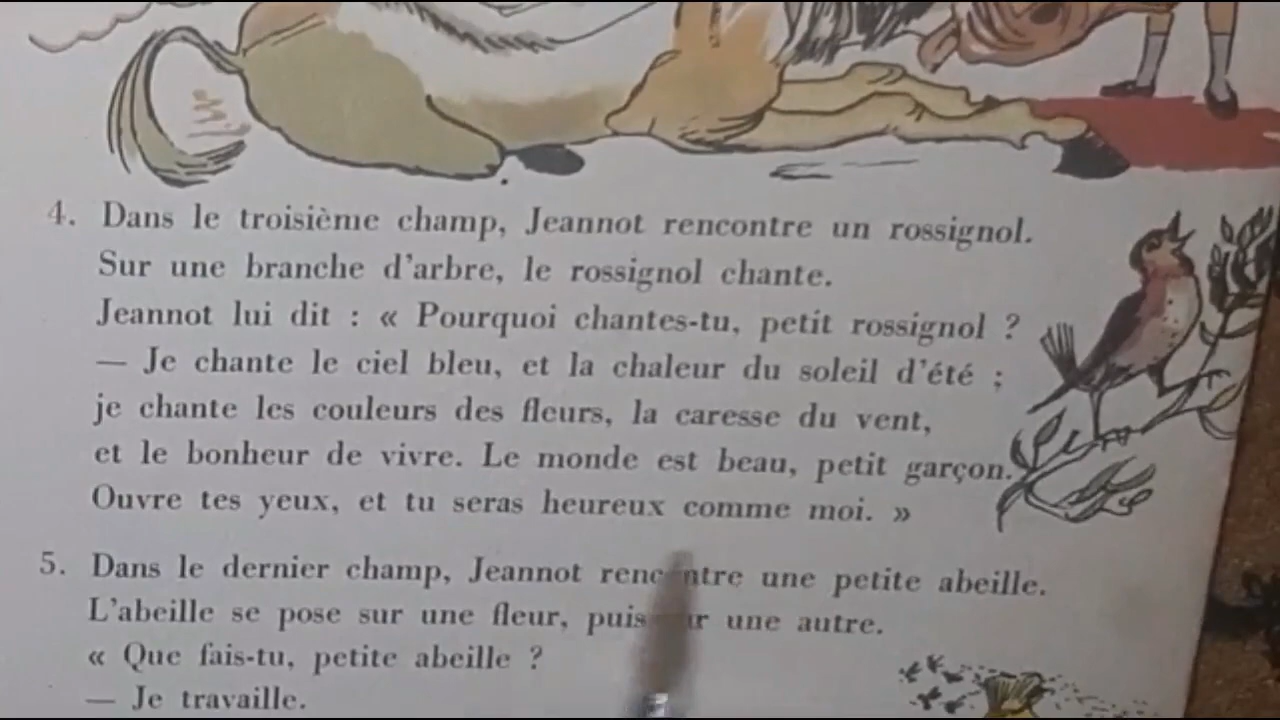 4. Dans le troisième champ, Jeannot rencontre un rossignol.
Sur une branche d'arbre, le rossignol chante.
Jeannot lui dit : « Pourquoi chantes-tu, petit rossignol ?
— Je chante le ciel bleu, et la chaleur du soleil d'été ;
je chante les couleurs des fleurs, la caresse du vent,
et le bonheur de vivre. Le monde est beau, petit garçon.
Ouvre tes yeux, et tu seras heureux comme moi. »
5. Dans le dernier champ, Jeannot rencontre une petite abeille.
L'abeille se pose sur une fleur, puis sur une autre.
« Que fais-tu, petite abeille ?
— Je travaille.